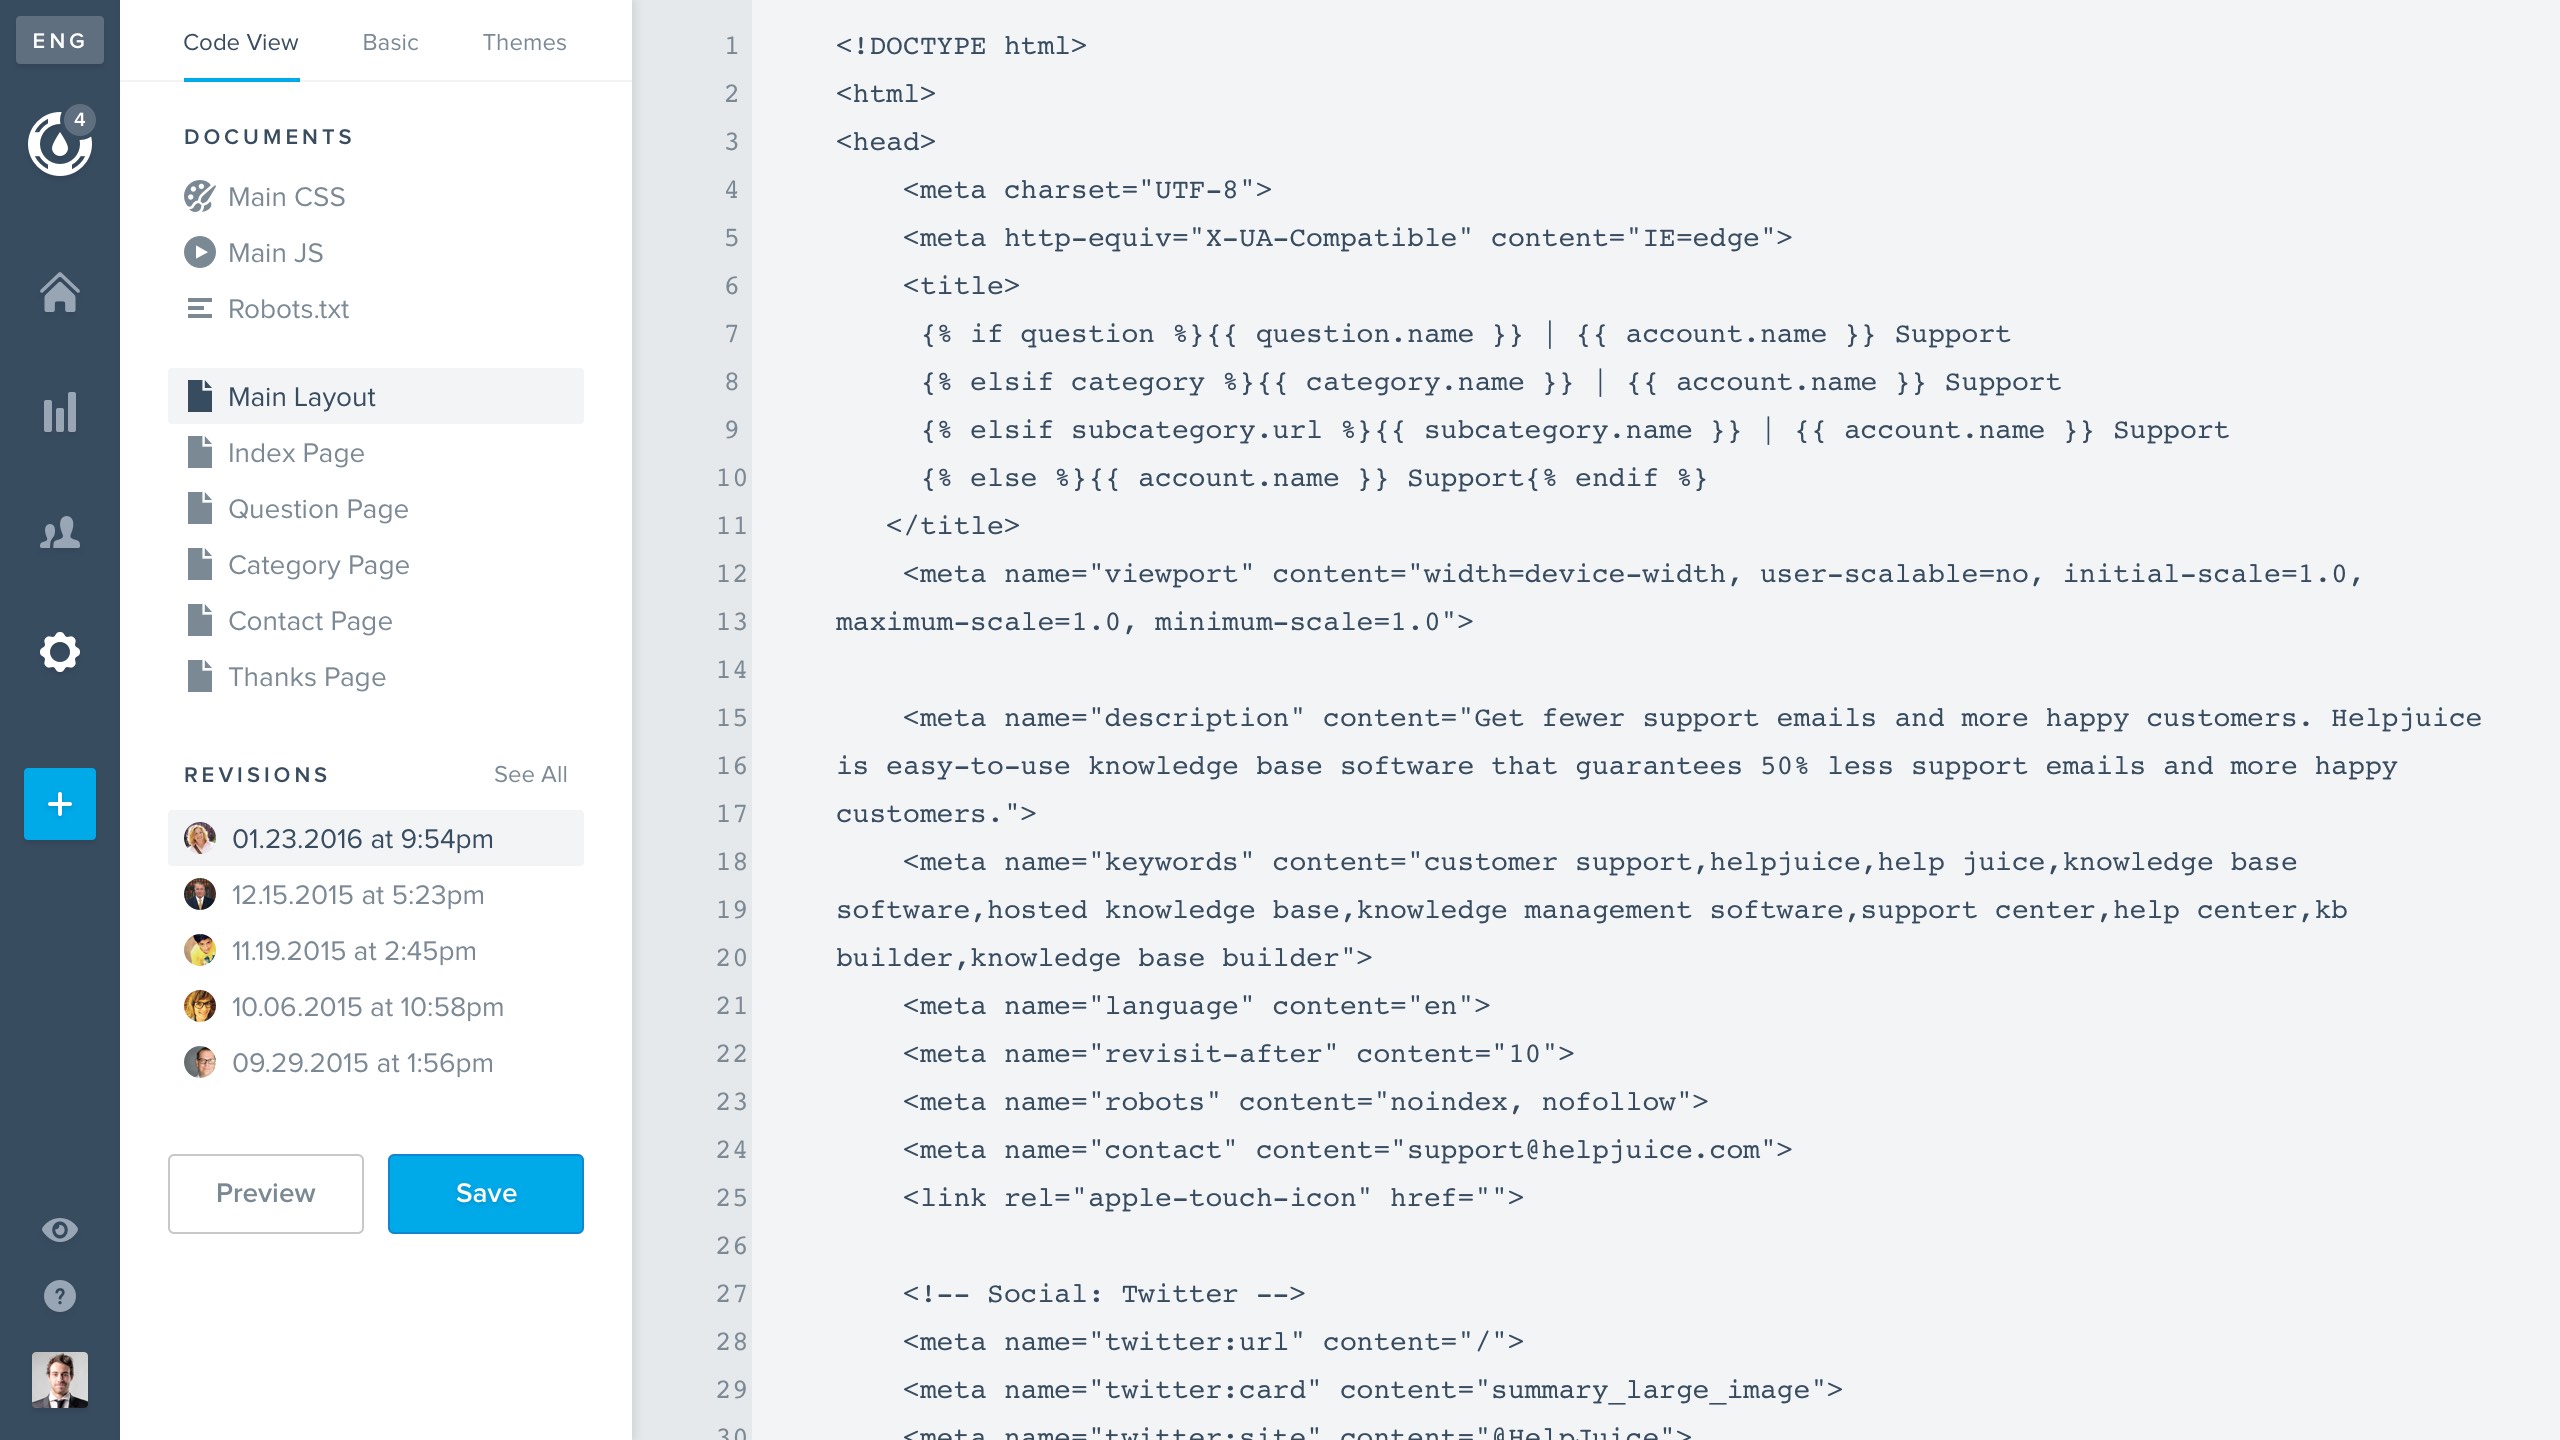 ENG
4
Code View Basic Themes
DOCUMENTS
Main CSS
Main JS
Robots.txt
Main Layout
Index Page
Question Page
Category Page
Contact Page
Thanks Page
REVISIONS See All
01.23.2016 at 9:54pm
12.15.2015 at 5:23pm
11.19.2015 at 2:45pm
10.06.2015 at 10:58pm
09.29.2015 at 1:56pm
Preview Save
?
1 <!DOCTYPE html>
2 <html>
3 <head>
4 <meta charset="UTF-8">
5 <meta http-equiv="X-UA-Compatible" content="IE=edge">
6 <title>
7 {% if question %}{{ question.name }} | {{ account.name }} Support
8 {% elsif category %}{{ category.name }} | {{ account.name }} Support
9 {% elsif subcategory.url %}{{ subcategory.name }} | {{ account.name }} Support
10 {% else %}{{ account.name }} Support{% endif %}
11 </title>
12 <meta name="viewport" content="width=device-width, user-scalable=no, initial-scale=1.0,
13 maximum-scale=1.0, minimum-scale=1.0">
14
15 <meta name="description" content="Get fewer support emails and more happy customers. Helpjuice
16 is easy-to-use knowledge base software that guarantees 50% less support emails and more happy
17 customers.">
18 <meta name="keywords" content="customer support,helpjuice,help juice,knowledge base
19 software,hosted knowledge base,knowledge management software,support center,help center,kb
20 builder,knowledge base builder">
21 <meta name="language" content="en">
22 <meta name="revisit-after" content="10">
23 <meta name="robots" content="noindex, nofollow">
24 <meta name="contact" content="support@helpjuice.com">
25 <link rel="apple-touch-icon" href="">
26
27 <!-- Social: Twitter -->
28 <meta name="twitter:url" content="/">
29 <meta name="twitter:card" content="summary_large_image">
30 <meta name="twitter:site" content="@HelpJuice">